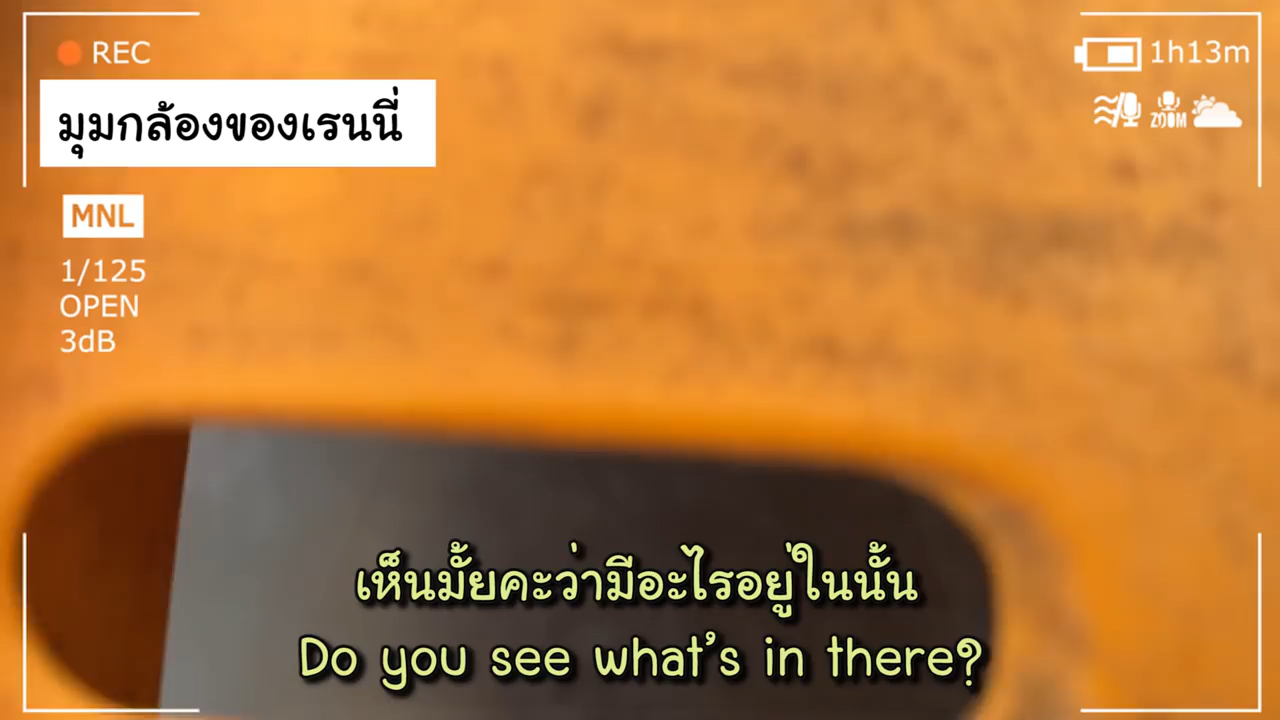 REC
1h13m
มุมกล้องของเรนนี่
ZOOM
MNL
1/125
OPEN
3dB
เห็นมั้ยคะว่ามีอะไรอยู่ในนั้น
Do you see what's in there?